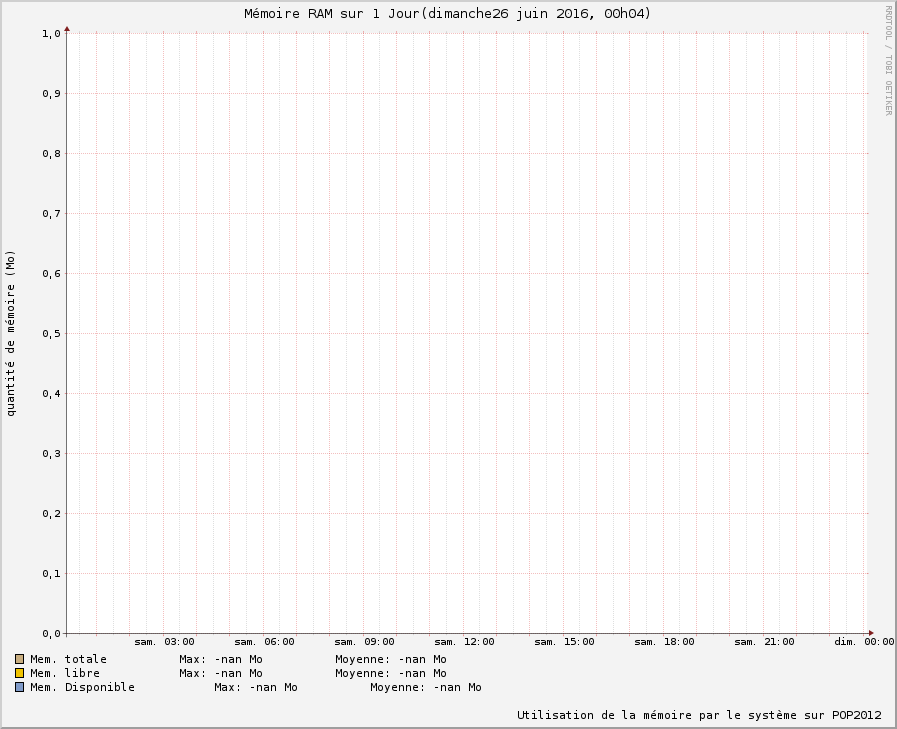 Mémoire RAM sur 1 Jour(dimanche26 juin 2016, 00h04)
RRDTOOL / TOBI OETIKER
quantité de mémoire (Mo)
1,0
0,9
0,8
0,7
0,6
0,5
0,4
0,3
0,2
0,1
0,0
sam. 03:00 sam. 06:00 sam. 09:00 sam. 12:00 sam. 15:00 sam. 18:00 sam. 21:00 dim. 00:00
Mem. totale Max: -nan Mo Moyenne: -nan Mo
Mem. libre Max: -nan Mo Moyenne: -nan Mo
Mem. Disponible Max: -nan Mo Moyenne: -nan Mo
Utilisation de la mémoire par le système sur POP2012